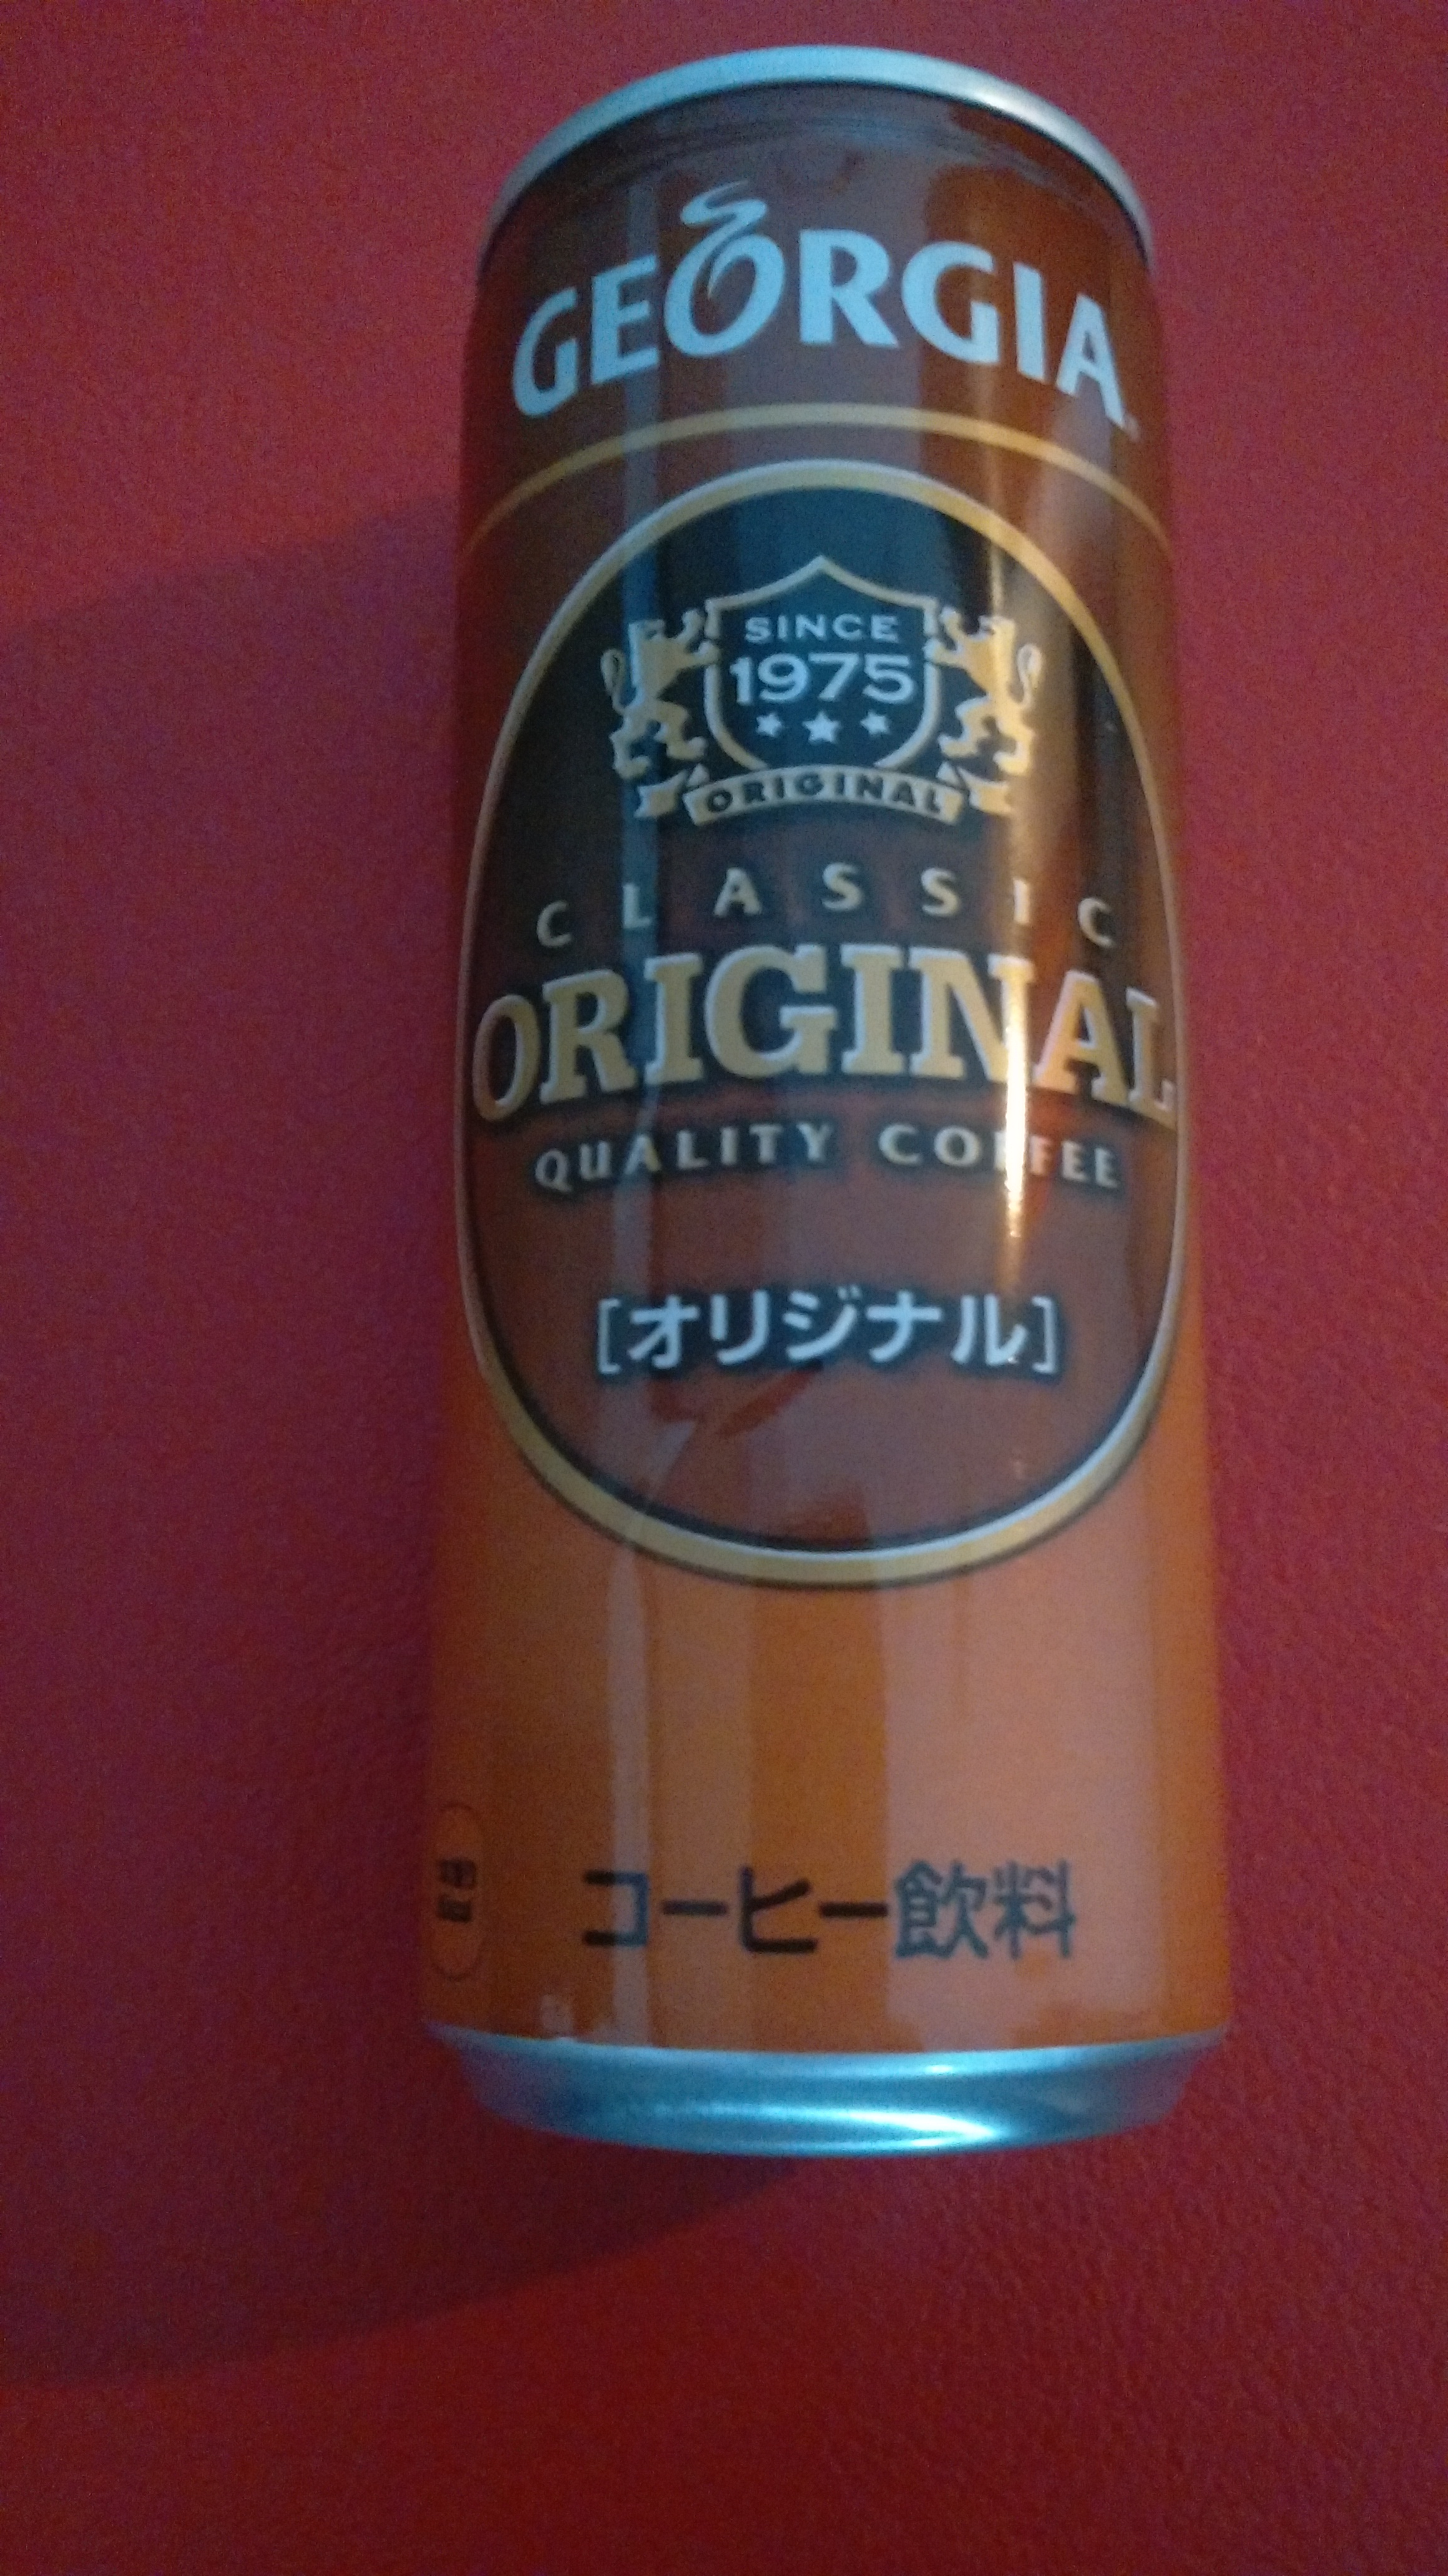 GEORGIA
SINCE
1975
ORIGINAL
CLASSIC
ORIGINAL
QUALITY COFFEE
[オリジナル]
コーヒー飲料